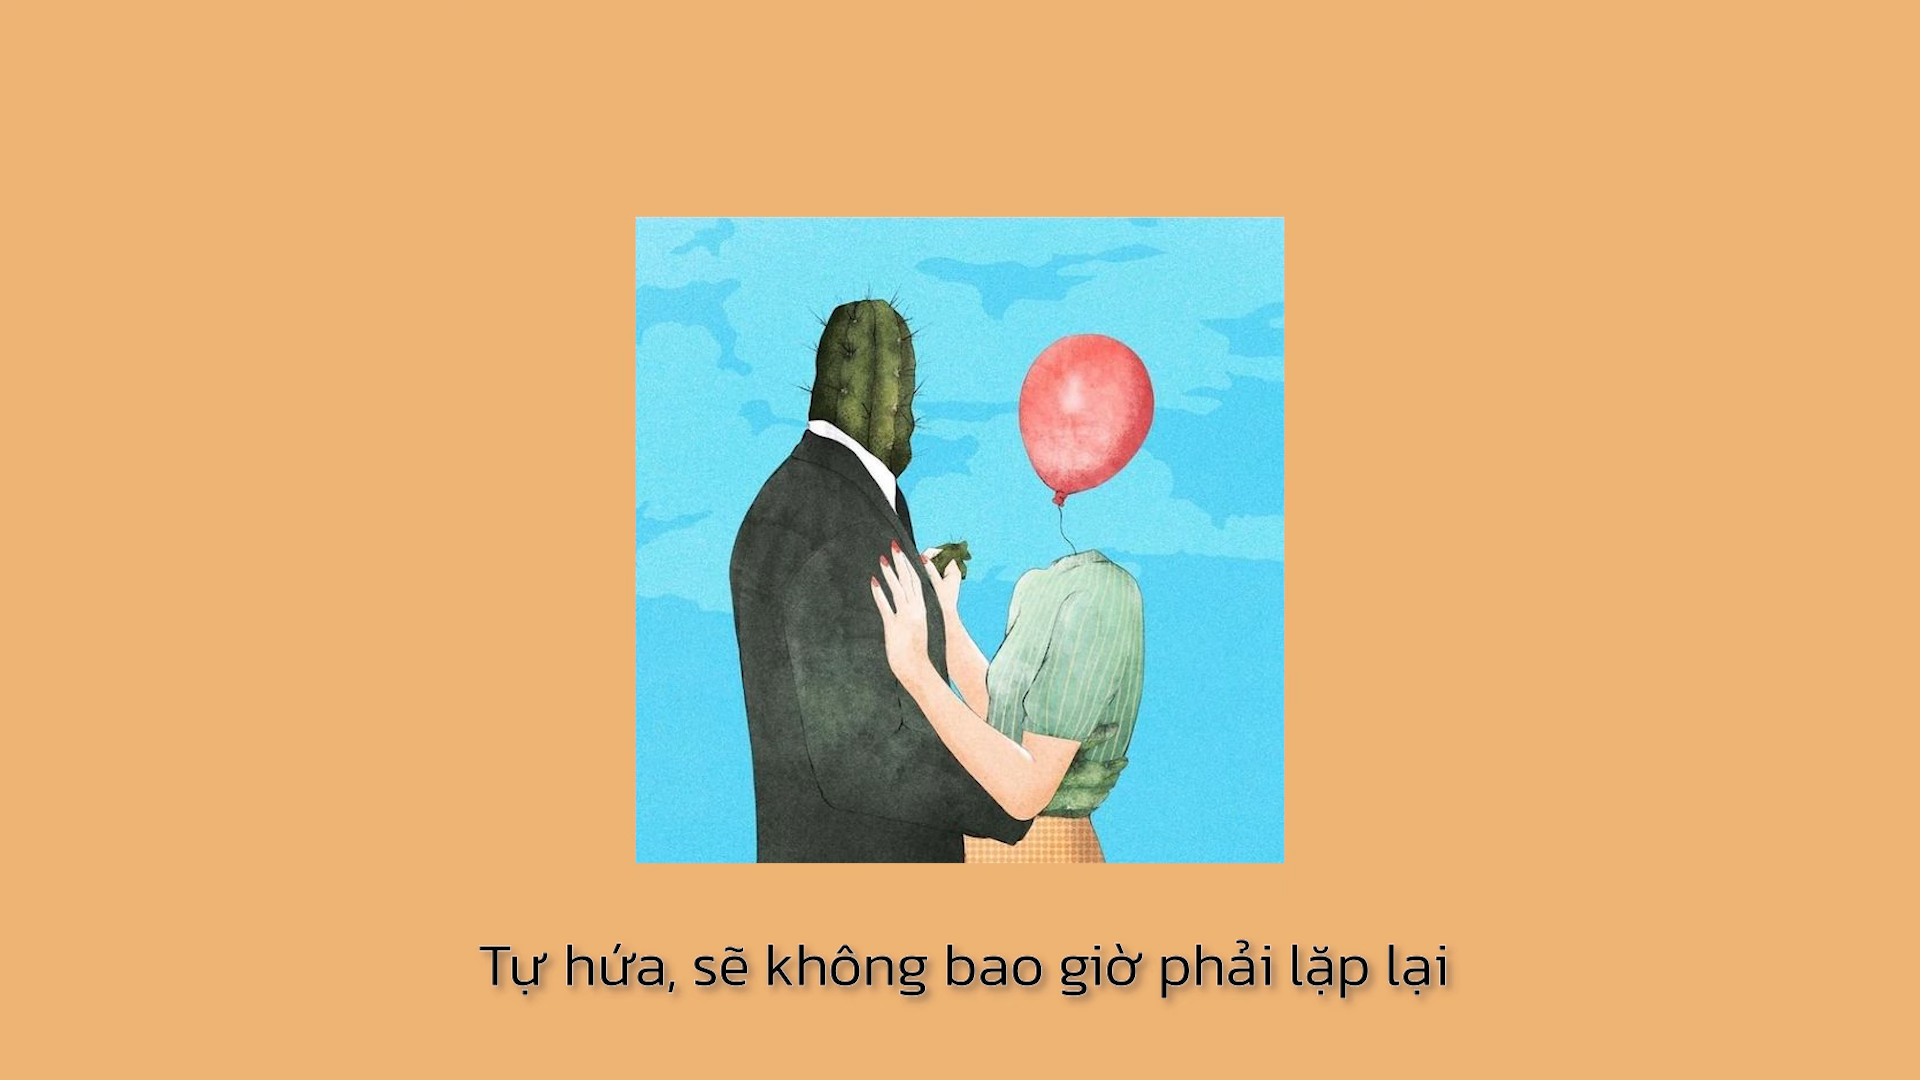 Tự hứa, sẽ không bao giờ phải lặp lại